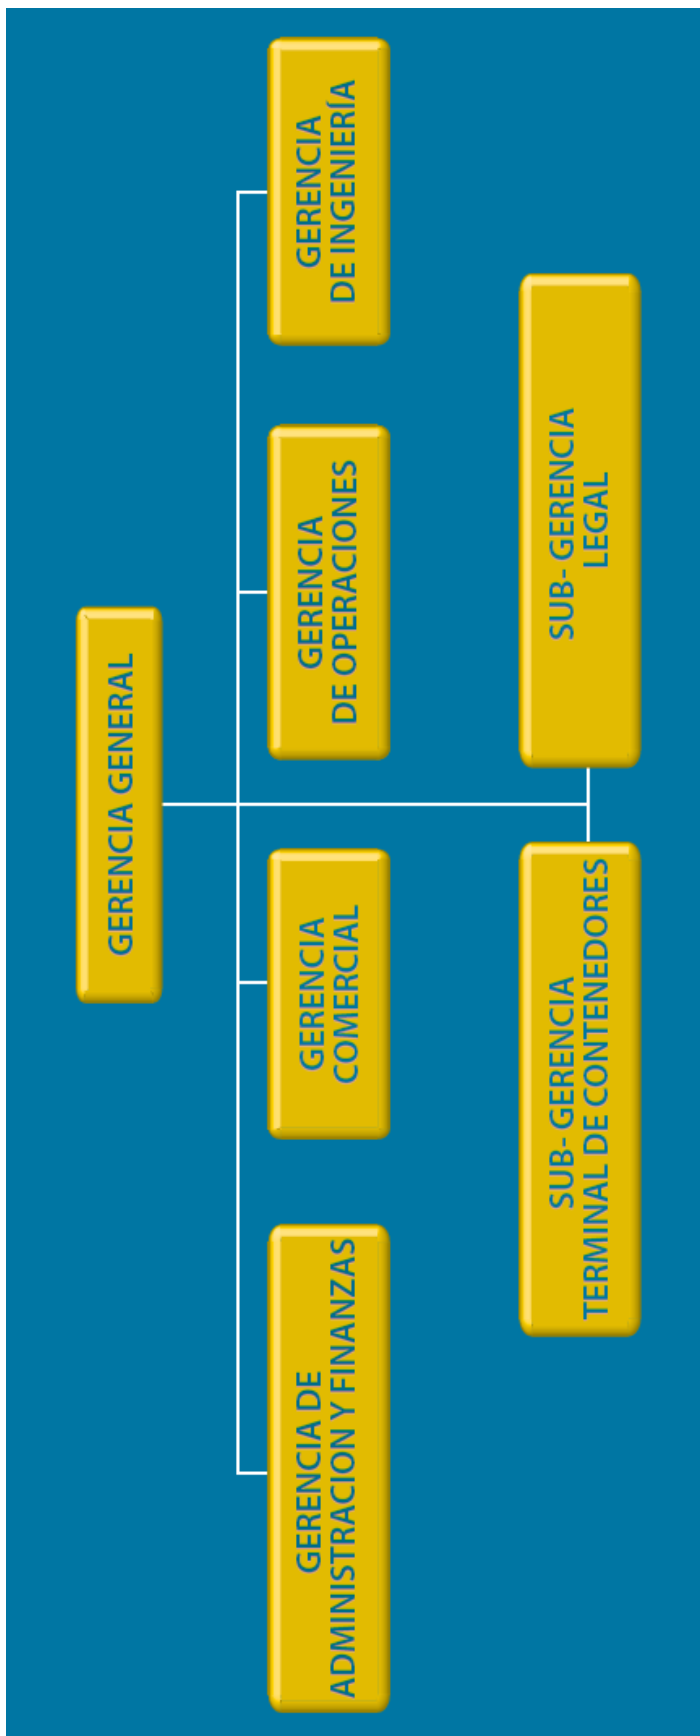 GERENCIA GENERAL
GERENCIA DE
ADMINISTRACION Y FINANZAS
GERENCIA
COMERCIAL
GERENCIA
DE OPERACIONES
GERENCIA
DE INGENIERÍA
SUB- GERENCIA
TERMINAL DE CONTENEDORES
SUB- GERENCIA
LEGAL